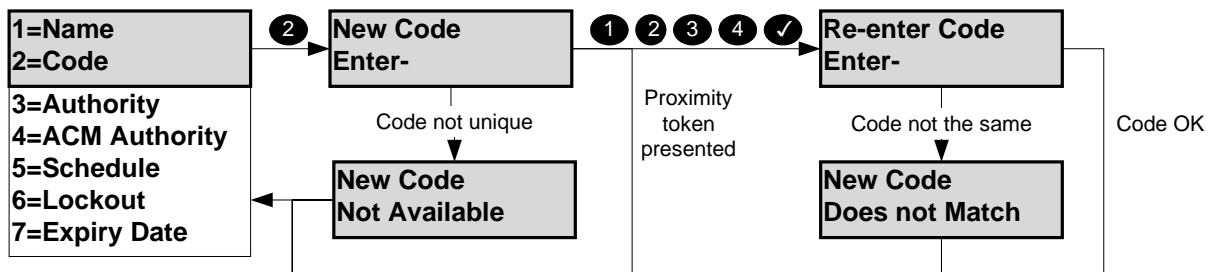 1=Name
2=Code
3=Authority
4=ACM Authority
5=Schedule
6=Lockout
7=Expiry Date
2
New Code
Enter-
Code not unique
New Code
Not Available
1 2 3 4 ✓
Proximity
token
presented
Re-enter Code
Enter-
Code not the same
New Code
Does not Match
Code OK